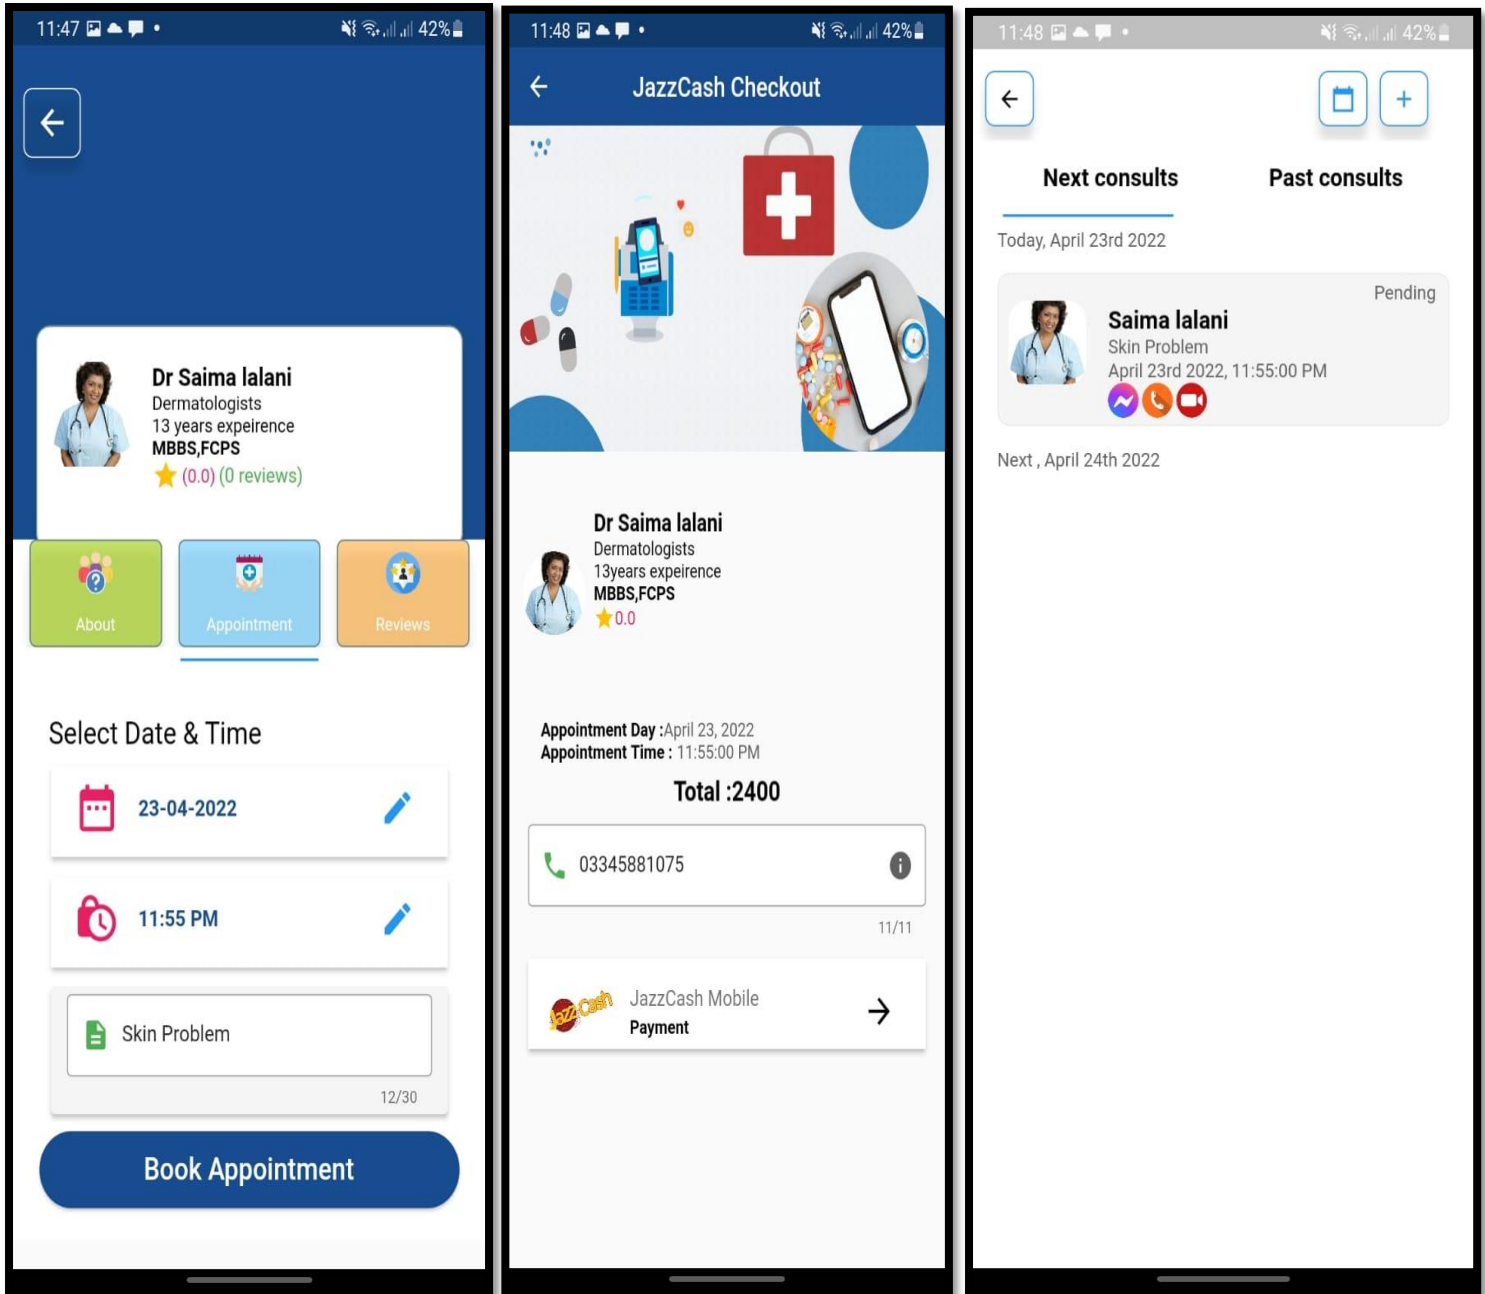 11:47
42%
Dr Saima lalani
Dermatologists
13 years expeirence
MBBS,FCPS
(0.0) (0 reviews)
About
Appointment
Reviews
Select Date & Time
23-04-2022
11:55 PM
Skin Problem
12/30
Book Appointment
11:48
42%
JazzCash Checkout
Dr Saima lalani
Dermatologists
13years expeirence
MBBS,FCPS
0.0
Appointment Day :April 23, 2022
Appointment Time : 11:55:00 PM
Total :2400
03345881075
11/11
JazzCash
JazzCash Mobile
Payment
11:48
42%
Next consults
Past consults
Today, April 23rd 2022
Pending
Saima lalani
Skin Problem
April 23rd 2022, 11:55:00 PM
Next , April 24th 2022